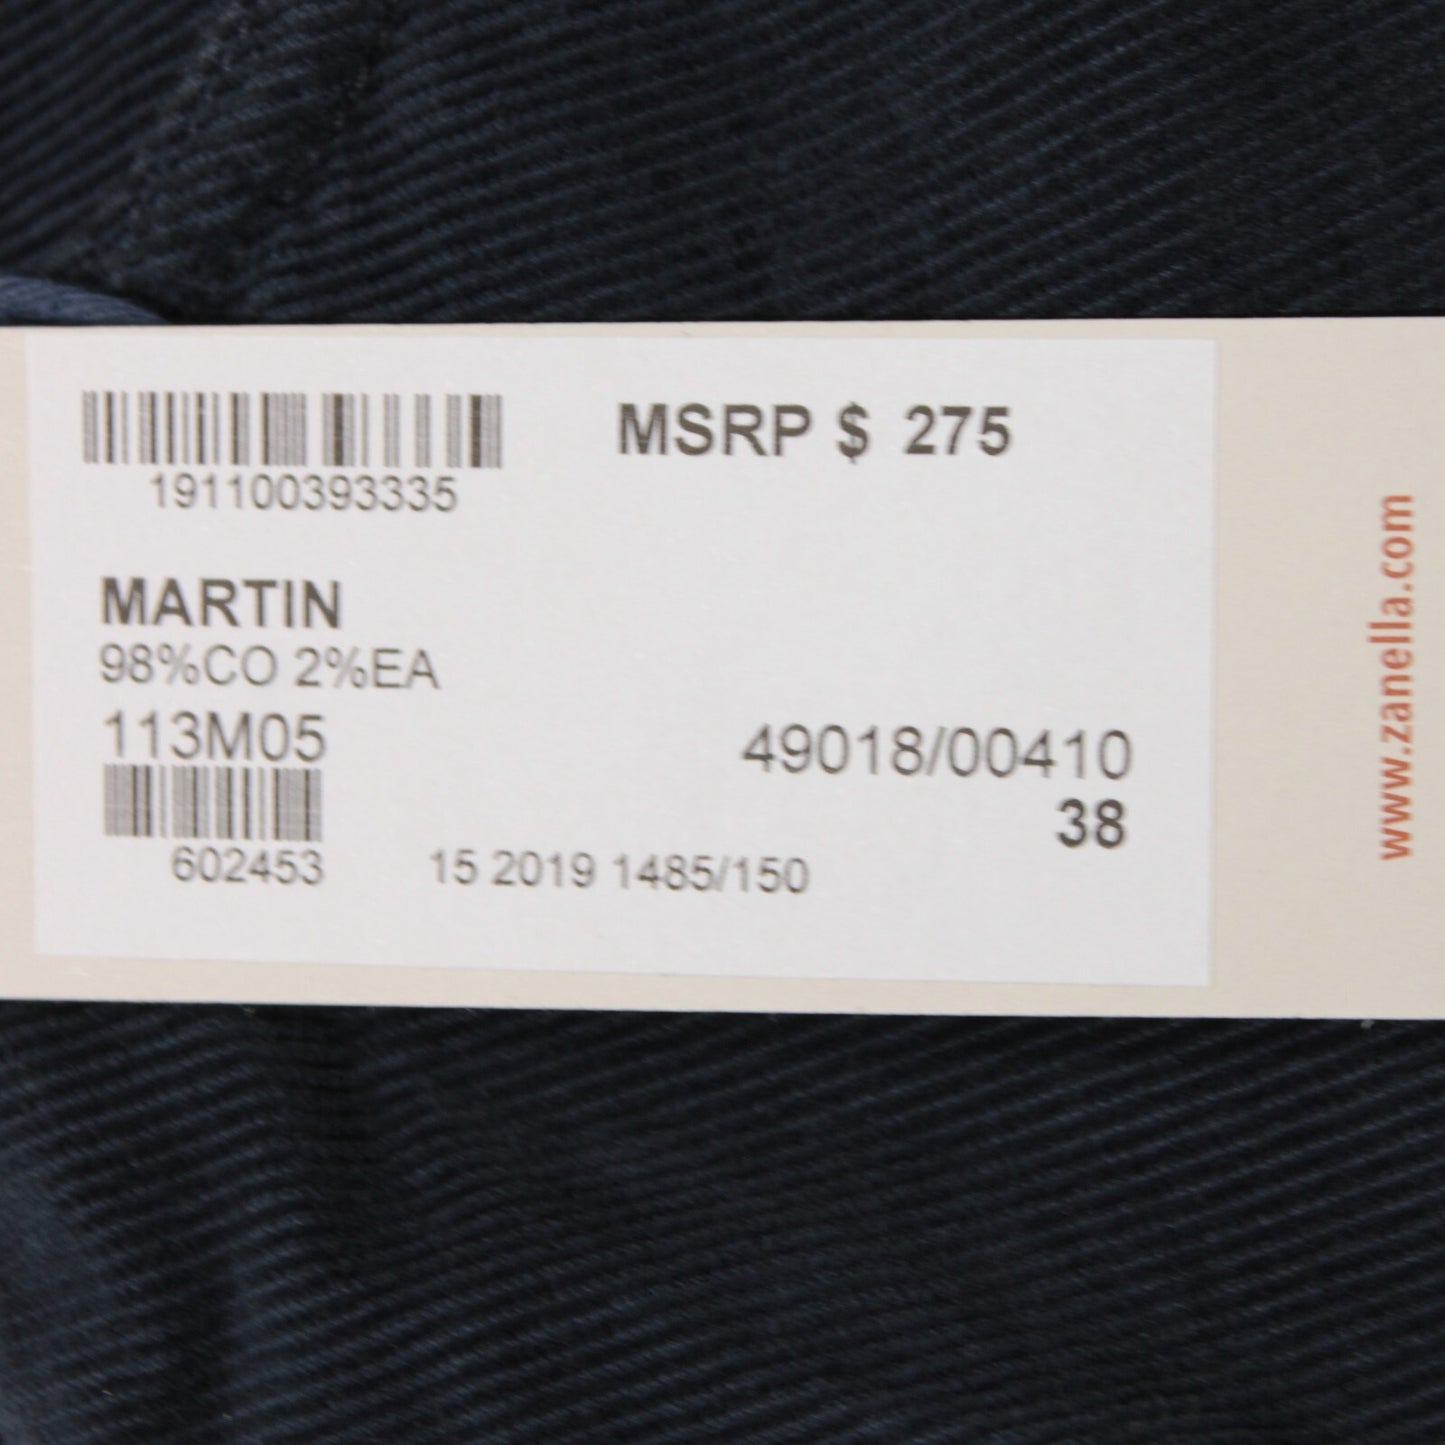 MSRP $ 275
191100393335
MARTIN
98%CO 2%EA
113M05
49018/00410
38
602453
15 2019 1485/150
www.zanella.com